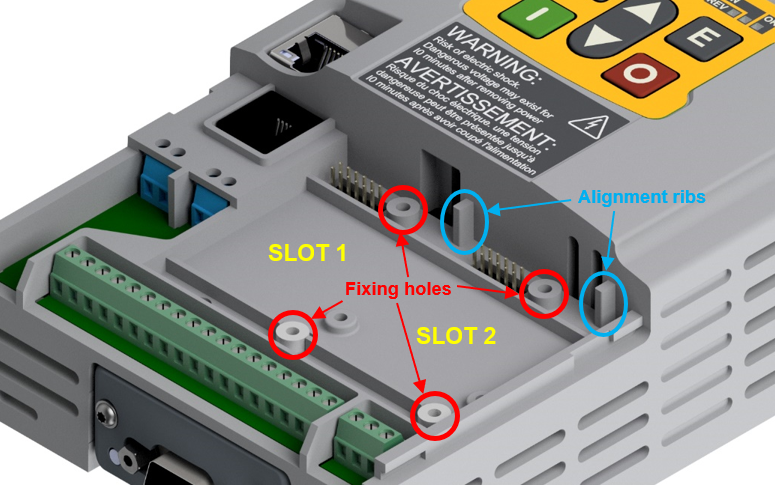 REV
WARNING:
Risk of electric shock.
Dangerous voltage may exist for
10 minutes after removing power
AVERTISSEMENT:
Risque du choc électrique. une tension
dangereuse peut être présentée jusqu'à
10 minutes après avoir coupé l'alimentation
I
E
O
Alignment ribs
SLOT 1
Fixing holes
SLOT 2